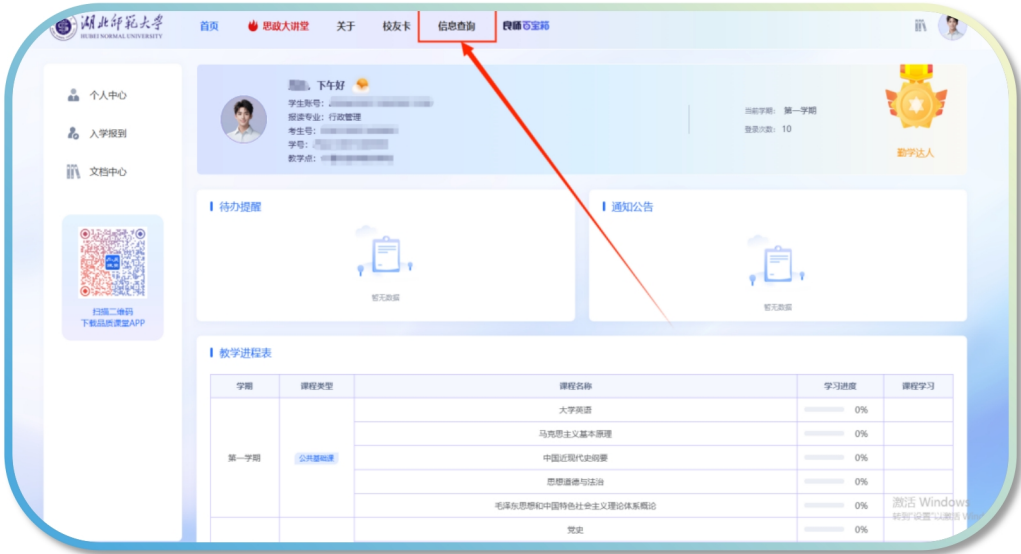 湖北师范大学
HUBEI NORMAL UNIVERSITY
首页 思政大讲堂 关于 校友卡 信息查询 良师百宝箱
个人中心
入学报到
文档中心
扫描二维码
下载品质课堂APP
，下午好
学生账号：
报读专业：行政管理
考生号：
学号：
教学点：
当前学期： 第一学期
登录次数： 10
勤学达人
待办提醒
暂无数据
通知公告
暂无数据
教学进程表
学期 课程类型 课程名称 学习进度 课程学习
第一学期 公共基础课
大学英语 0%
马克思主义基本原理 0%
中国近现代史纲要 0%
思想道德与法治 0%
毛泽东思想和中国特色社会主义理论体系概论 0%
党史 0%
激活 Windows
转到"设置"以激活 W